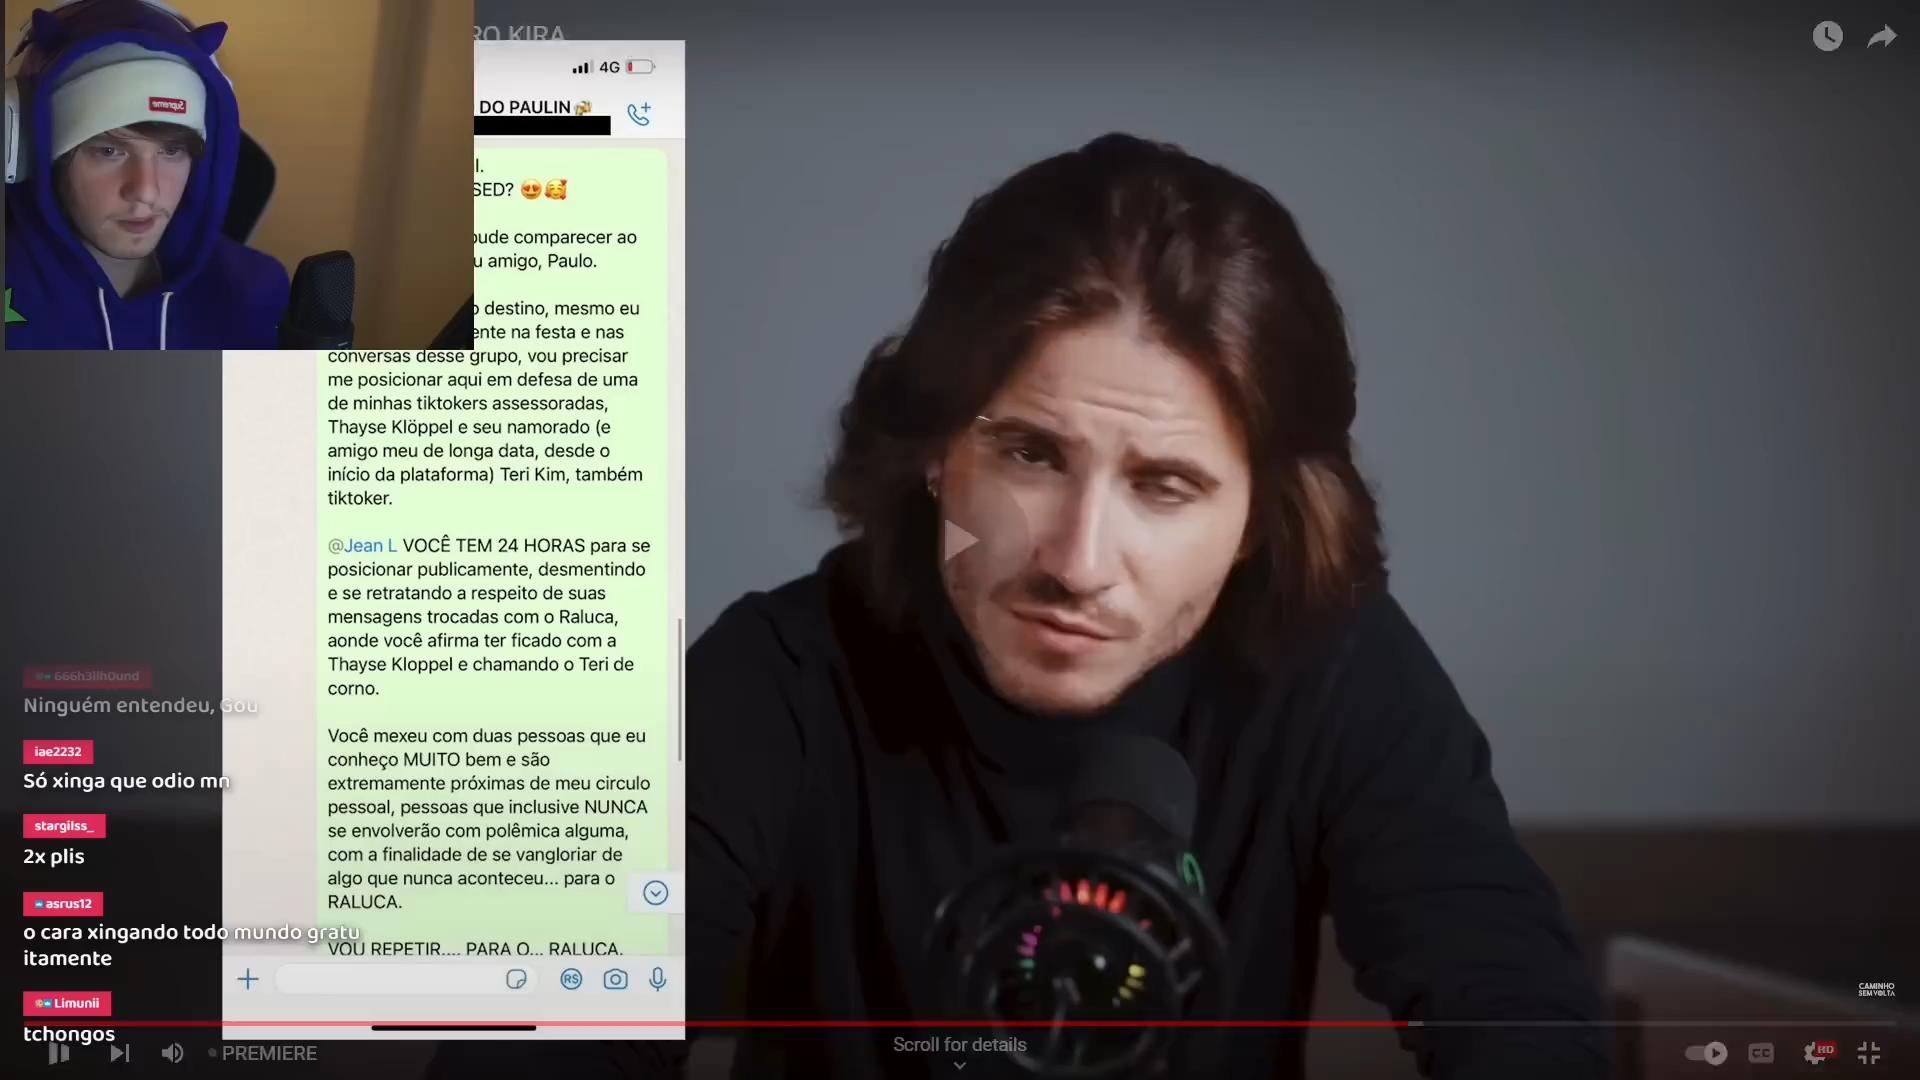 RO KIRA
4G
DO PAULIN
I.
SED?
pude comparecer ao
u amigo, Paulo.
o destino, mesmo eu
ente na festa e nas
conversas desse grupo, vou precisar
me posicionar aqui em defesa de uma
de minhas tiktokers assessoradas,
Thayse Klöppel e seu namorado (e
amigo meu de longa data, desde o
início da plataforma) Teri Kim, também
tiktoker.
@Jean L VOCÊ TEM 24 HORAS para se
posicionar publicamente, desmentindo
e se retratando a respeito de suas
mensagens trocadas com o Raluca,
aonde você afirma ter ficado com a
Thayse Kloppel e chamando o Teri de
corno.
Você mexeu com duas pessoas que eu
conheço MUITO bem e são
extremamente próximas de meu circulo
pessoal, pessoas que inclusive NUNCA
se envolverão com polêmica alguma,
com a finalidade de se vangloriar de
algo que nunca aconteceu... para o
RALUCA.
VOU REPETIR.... PARA O... RALUCA.
RS
Supreme
Ninguém entendeu, Gou
iae2232
Só xinga que odio mn
stargilss_
2x plis
asrus12
o cara xingando todo mundo gratu
itamente
Limunii
tchongos
PREMIERE
Scroll for details
CC
HD
CAMINHO
SEM VOLTA